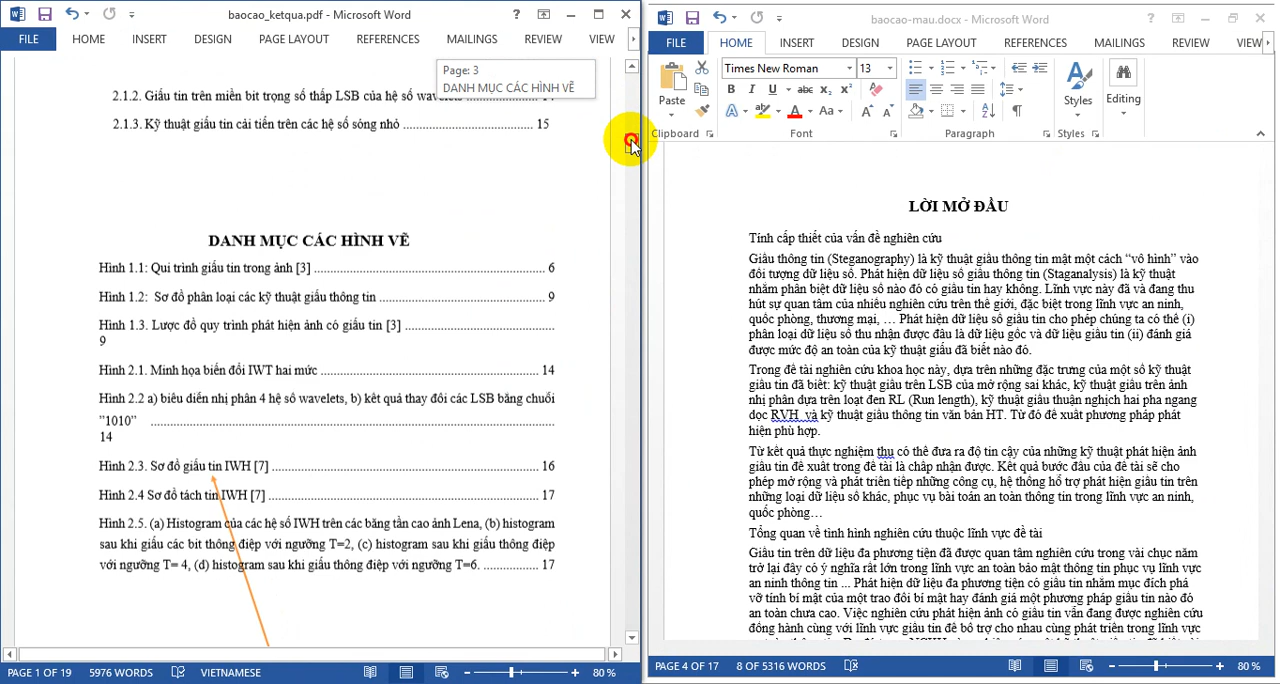 baocao_ketqua.pdf - Microsoft Word
FILE HOME INSERT DESIGN PAGE LAYOUT REFERENCES MAILINGS REVIEW VIEW
Page: 3
DANH MỤC CÁC HÌNH VẼ
2.1.2. Giấu tin trên miền bit trọng số thấp LSB của hệ số wavelets
2.1.3. Kỹ thuật giấu tin cải tiến trên các hệ số sóng nhỏ ... 15
DANH MỤC CÁC HÌNH VẼ
Hình 1.1: Qui trình giấu tin trong ảnh [3] ... 6
Hình 1.2: Sơ đồ phân loại các kỹ thuật giấu thông tin ... 9
Hình 1.3. Lược đồ quy trình phát hiện ảnh có giấu tin [3] ...
9
Hình 2.1. Minh họa biến đổi IWT hai mức ... 14
Hình 2.2 a) biêu diễn nhị phân 4 hệ số wavelets, b) kết quả thay đổi các LSB băng chuỗi
”1010” ...
14
Hình 2.3. Sơ đồ giấu tin IWH [7] ... 16
Hình 2.4 Sơ đồ tách tin IWH [7] ... 17
Hình 2.5. (a) Histogram của các hệ số IWH trên các băng tần cao ảnh Lena, (b) histogram
sau khi giấu các bit thông điệp với ngưỡng T=2, (c) histogram sau khi giấu thông điệp
với ngưỡng T= 4, (d) histogram sau khi giấu thông điệp với ngưỡng T=6. ... 17
PAGE 1 OF 19 5976 WORDS VIETNAMESE 80 %
baocao-mau.docx - Microsoft Word
FILE HOME INSERT DESIGN PAGE LAYOUT REFERENCES MAILINGS REVIEW VIEW
Times New Roman 13
Paste Styles Editing
Clipboard Font Paragraph Styles
LỜI MỞ ĐẦU
Tính cấp thiết của vấn đề nghiên cứu
Giấu thông tin (Steganography) là kỹ thuật giấu thông tin mật một cách “vô hình” vào
đối tượng dữ liệu số. Phát hiện dữ liệu số giấu thông tin (Staganalysis) là kỹ thuật
nhằm phân biệt dữ liệu số nào đó có giấu tin hay không. Lĩnh vực này đã và đang thu
hút sự quan tâm của nhiều nghiên cứu trên thế giới, đặc biệt trong lĩnh vực an ninh,
quốc phòng, thương mại, … Phát hiện dữ liệu số giấu tin cho phép chúng ta có thể (i)
phân loại dữ liệu số thu nhận được đâu là dữ liệu gốc và dữ liệu giấu tin (ii) đánh giá
được mức độ an toàn của kỹ thuật giấu đã biết nào đó.
Trong đề tài nghiên cứu khoa học này, dựa trên những đặc trưng của một số kỹ thuật
giấu tin đã biết: kỹ thuật giấu trên LSB của mở rộng sai khác, kỹ thuật giấu trên ảnh
nhị phân dựa trên loạt đen RL (Run length), kỹ thuật giấu thuận nghịch hai pha ngang
dọc RVH và kỹ thuật giấu thông tin văn bản HT. Từ đó đề xuất phương pháp phát
hiện phù hợp.
Từ kết quả thực nghiệm thu có thể đưa ra độ tin cậy của những kỹ thuật phát hiện ảnh
giấu tin đề xuất trong đề tài là chấp nhận được. Kết quả bước đầu của đề tài sẽ cho
phép mở rộng và phát triển tiếp những công cụ, hệ thống hổ trợ phát hiện giấu tin trên
những loại dữ liệu số khác, phục vụ bài toán an toàn thông tin trong lĩnh vực an ninh,
quốc phòng…
Tổng quan về tình hình nghiên cứu thuộc lĩnh vực đề tài
Giấu tin trên dữ liệu đa phương tiện đã được quan tâm nghiên cứu trong vài chục năm
trở lại đây có ý nghĩa rất lớn trong lĩnh vực an toàn bảo mật thông tin phục vụ lĩnh vực
an ninh thông tin ... Phát hiện dữ liệu đa phương tiện có giấu tin nhằm mục đích phá
vỡ tính bí mật của một trao đổi bí mật hay đánh giá một phương pháp giấu tin nào đó
an toàn chưa cao. Việc nghiên cứu phát hiện ảnh có giấu tin vẫn đang được nghiên cứu
đồng hành cùng với lĩnh vực giấu tin để bổ trợ cho nhau cùng phát triển trong lĩnh vực
PAGE 4 OF 17 8 OF 5316 WORDS 80 %